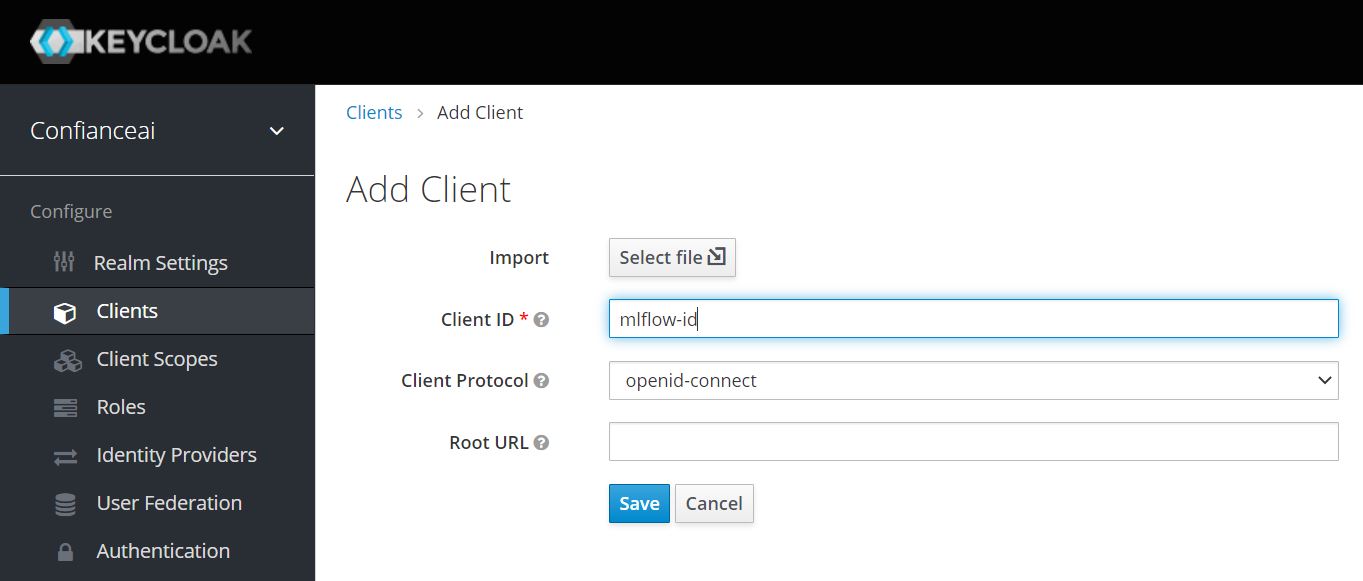 KEYCLOAK
Confianceai
Configure
Realm Settings
Clients
Client Scopes
Roles
Identity Providers
User Federation
Authentication
Clients > Add Client
Add Client
Import Select file
Client ID * ? mlflow-id
Client Protocol ? openid-connect
Root URL ?
Save Cancel